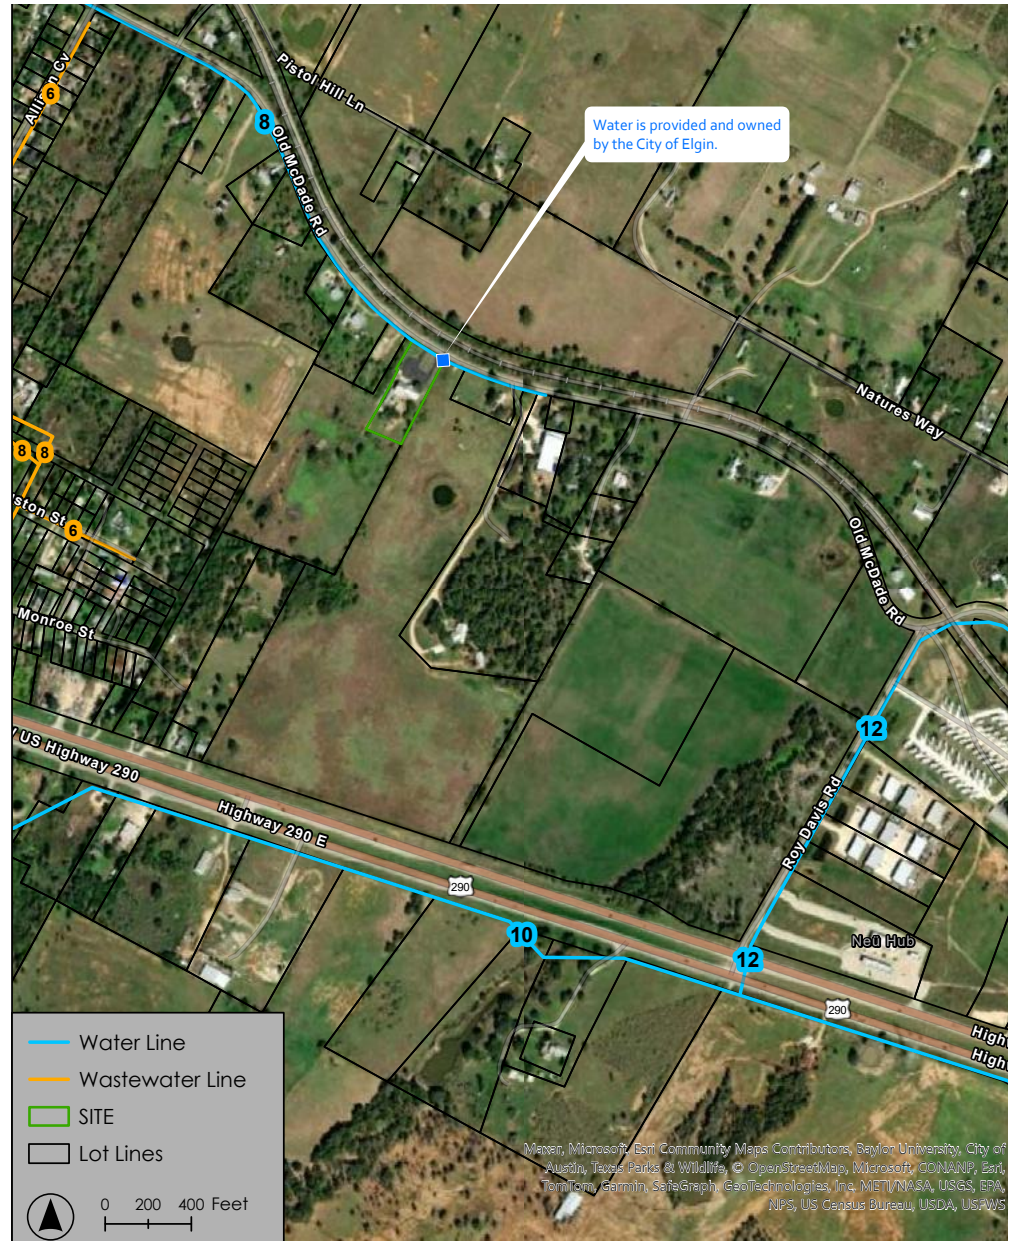 Allison Cv
6
Pistol Hill Ln
8
Old McDade Rd
Water is provided and owned
by the City of Elgin.
Natures Way
8
8
ston St
6
Old McDade Rd
Monroe St
12
US Highway 290
Highway 290 E
Roy Davis Rd
290
10
Neü Hub
12
290
Highw
Highw
Water Line
Wastewater Line
SITE
Lot Lines
0 200 400 Feet
Maxar, Microsoft, Esri Community Maps Contributors, Baylor University, City of
Austin, Texas Parks & Wildlife, © OpenStreetMap, Microsoft, CONANP, Esri,
TomTom, Garmin, SafeGraph, GeoTechnologies, Inc, METI/NASA, USGS, EPA,
NPS, US Census Bureau, USDA, USFWS